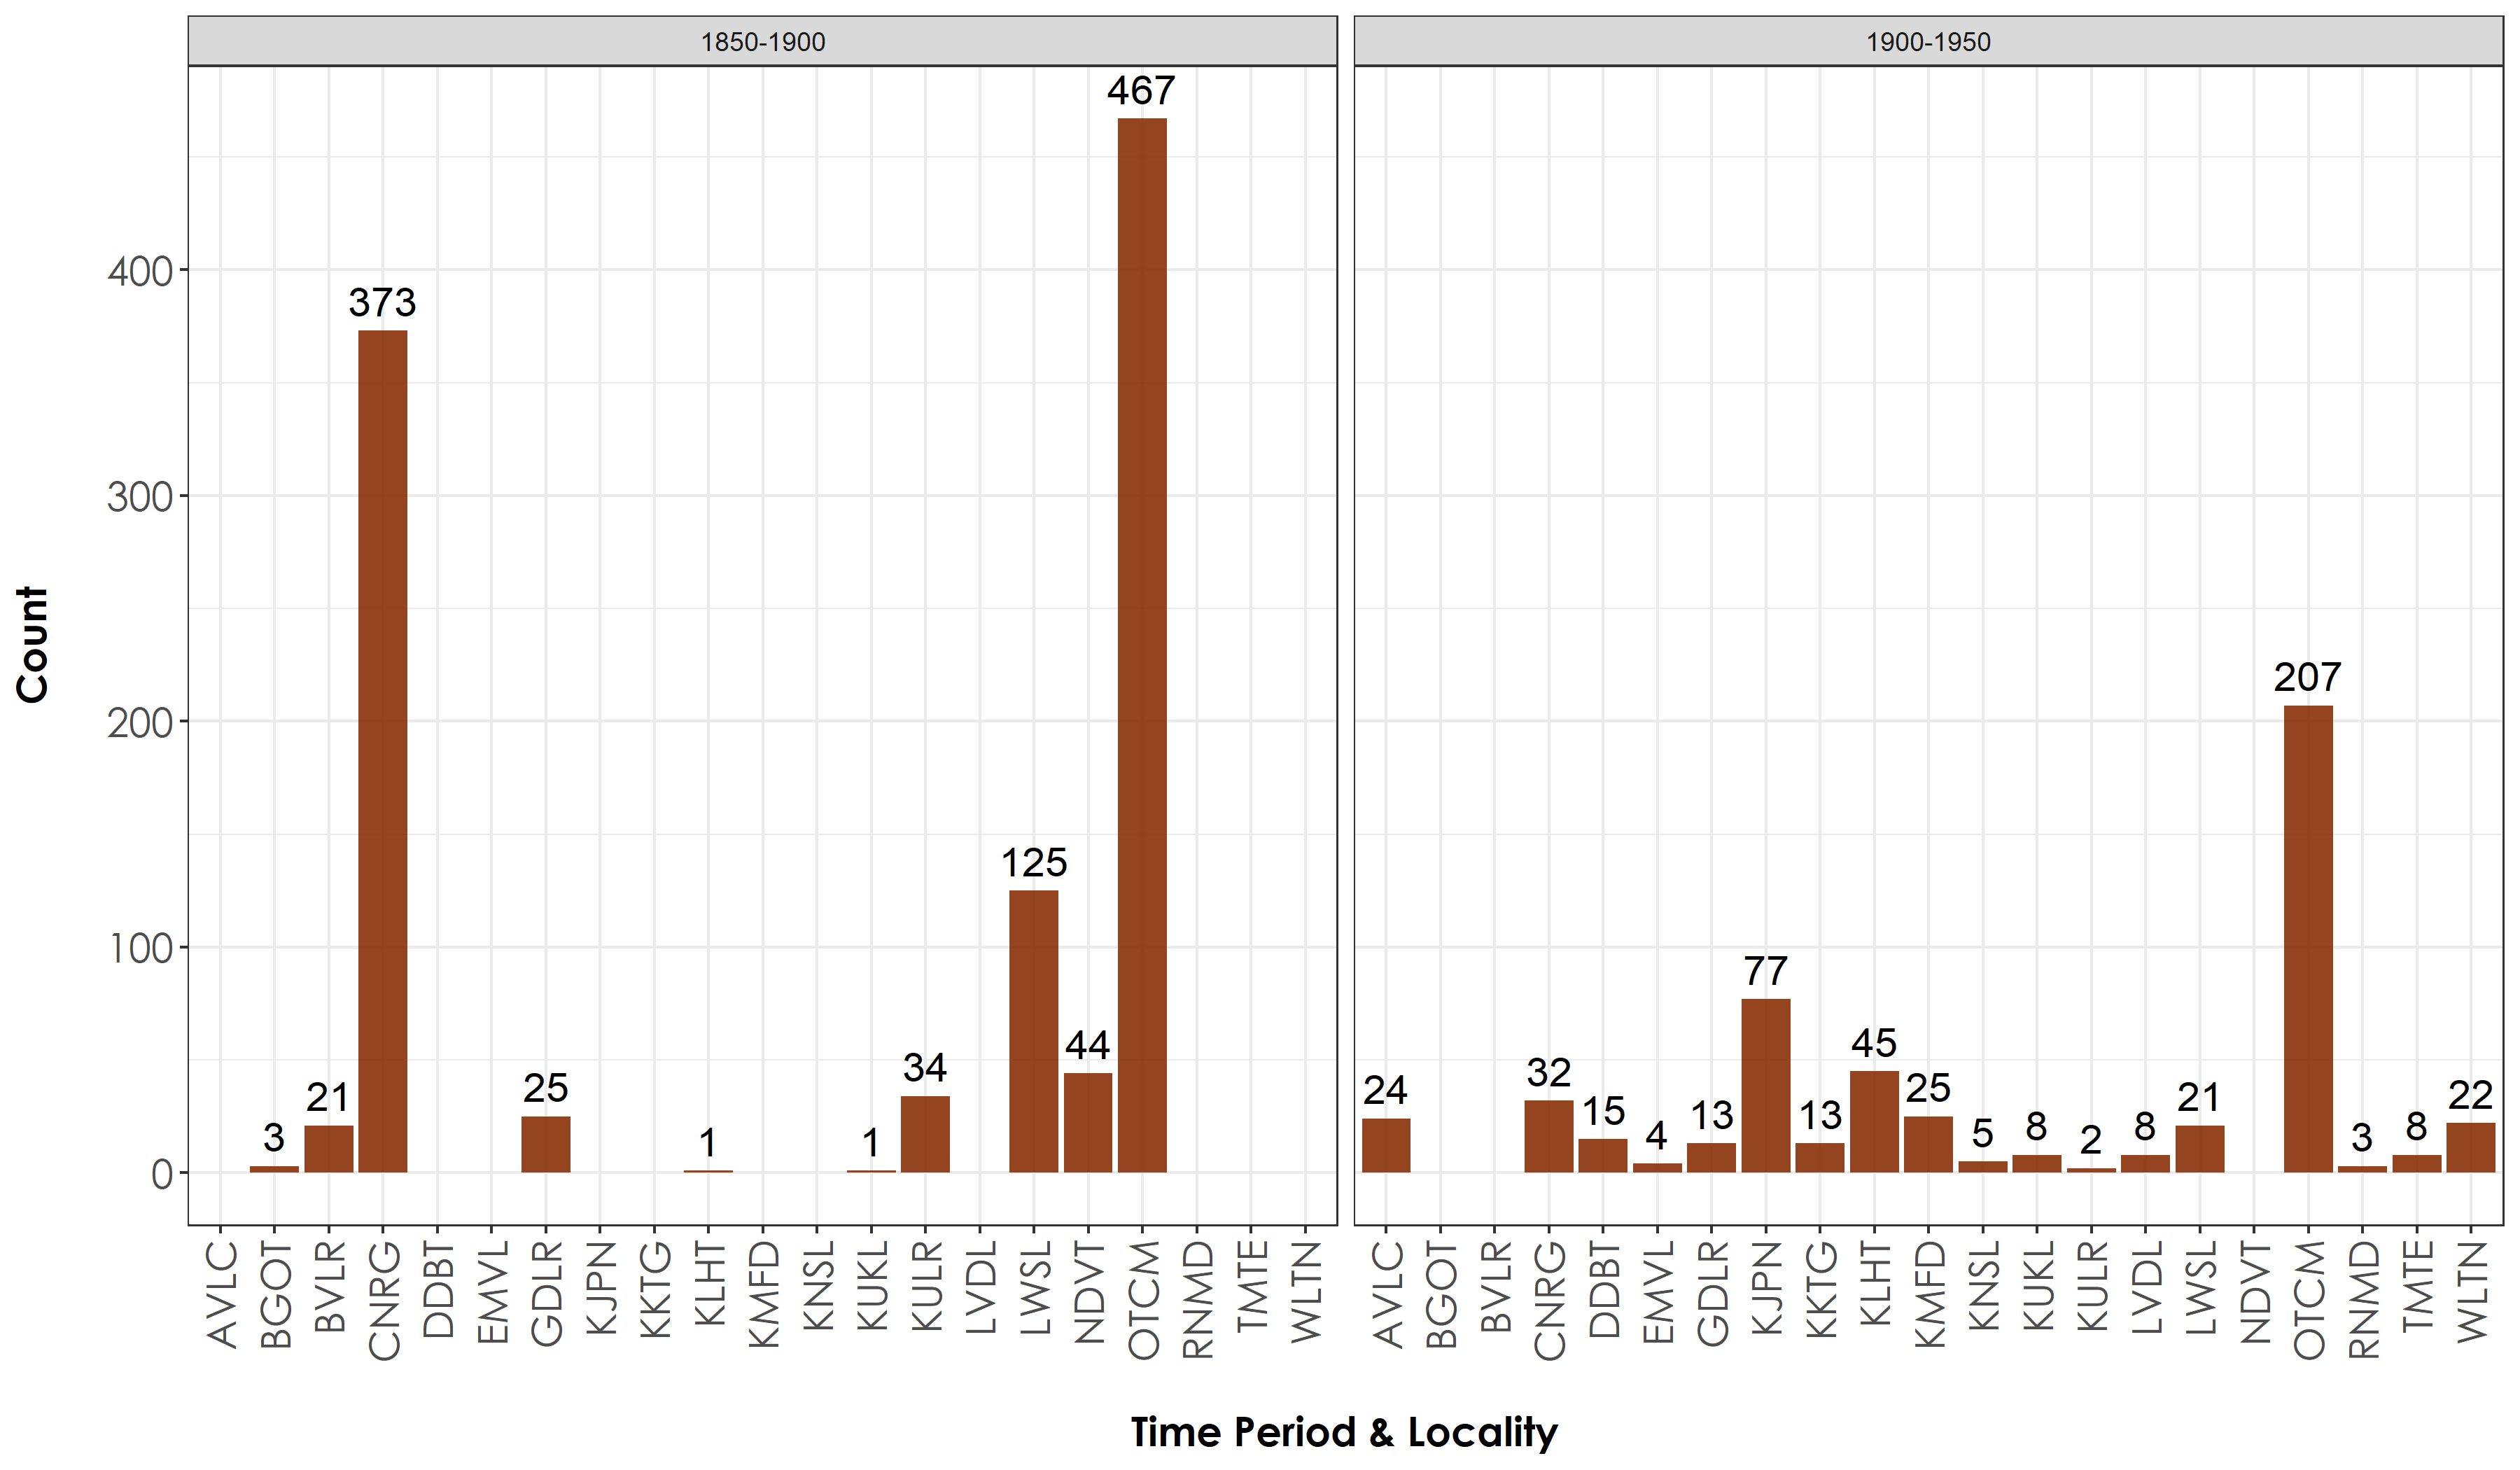 1850-1900
1900-1950
Count
400
300
200
100
0
3
21
373
25
1
1
34
125
44
467
24
32
15
4
13
77
13
45
25
5
8
2
8
21
207
3
8
22
AVLC
BGOT
BVLR
CNRG
DDBT
EMVL
GDLR
KJPN
KKTG
KLHT
KMFD
KNSL
KUKL
KULR
LVDL
LWSL
NDVT
OTCM
RNMD
TMTE
WLTN
AVLC
BGOT
BVLR
CNRG
DDBT
EMVL
GDLR
KJPN
KKTG
KLHT
KMFD
KNSL
KUKL
KULR
LVDL
LWSL
NDVT
OTCM
RNMD
TMTE
WLTN
Time Period & Locality